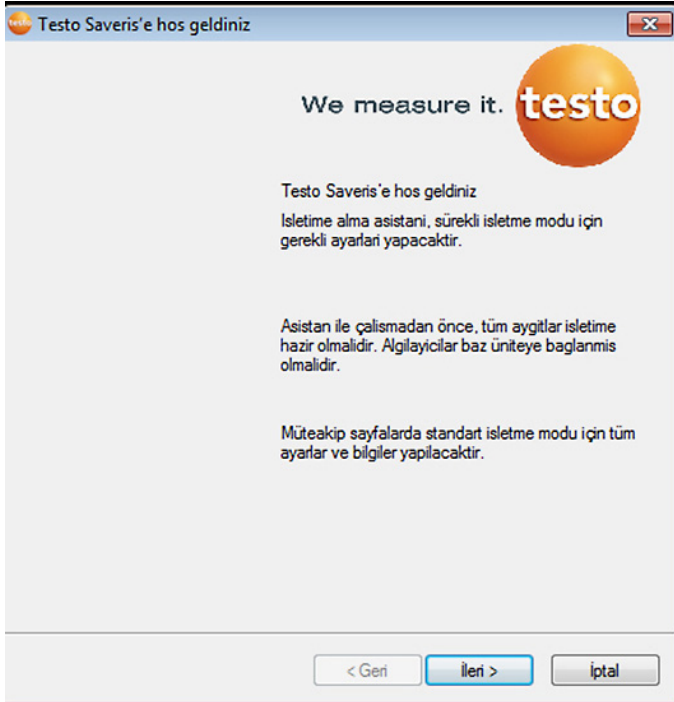 Testo Saveris'e hos geldiniz
We measure it. testo
Testo Saveris'e hos geldiniz
Isletime alma asistani, sürekli isletme modu için
gerekli ayarlari yapacaktir.
Asistan ile çalismadan önce, tüm aygitlar isletime
hazir olmalidir. Algilayicilar baz üniteye baglanmis
olmalidir.
Müteakip sayfalarda standart isletme modu için tüm
ayarlar ve bilgiler yapilacaktir.
< Geri İleri > İptal